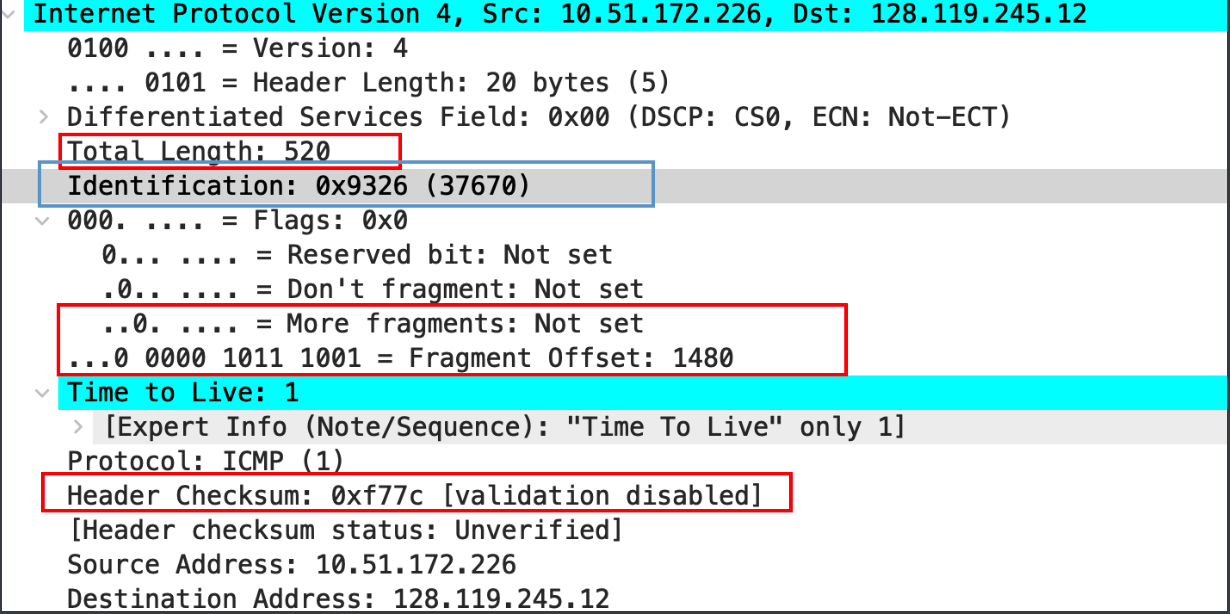 Internet Protocol Version 4, Src: 10.51.172.226, Dst: 128.119.245.12
0100 .... = Version: 4
.... 0101 = Header Length: 20 bytes (5)
Differentiated Services Field: 0x00 (DSCP: CS0, ECN: Not-ECT)
Total Length: 520
Identification: 0x9326 (37670)
000. .... = Flags: 0x0
0... .... = Reserved bit: Not set
.0.. .... = Don't fragment: Not set
..0. .... = More fragments: Not set
...0 0000 1011 1001 = Fragment Offset: 1480
Time to Live: 1
[Expert Info (Note/Sequence): "Time To Live" only 1]
Protocol: ICMP (1)
Header Checksum: 0xf77c [validation disabled]
[Header checksum status: Unverified]
Source Address: 10.51.172.226
Destination Address: 128.119.245.12